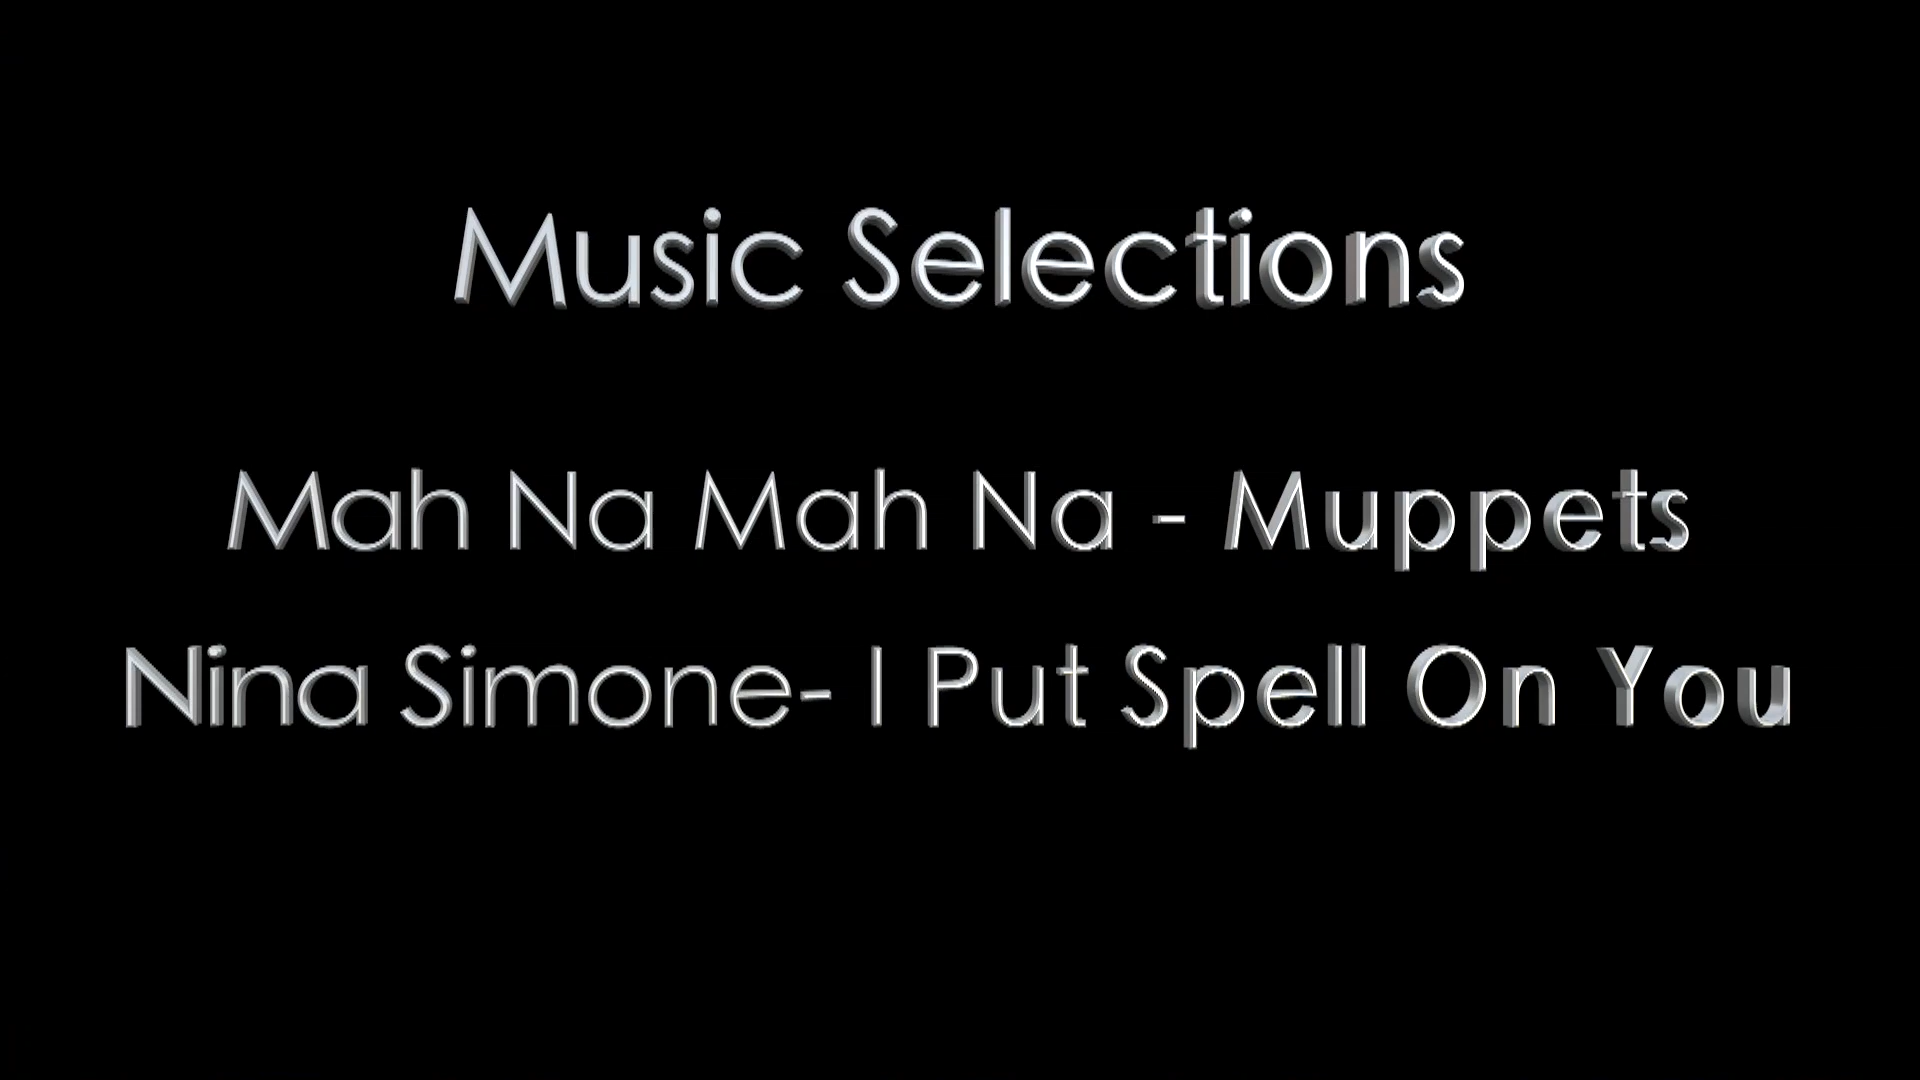 Music Selections
Mah Na Mah Na - Muppets
Nina Simone- I Put Spell On You